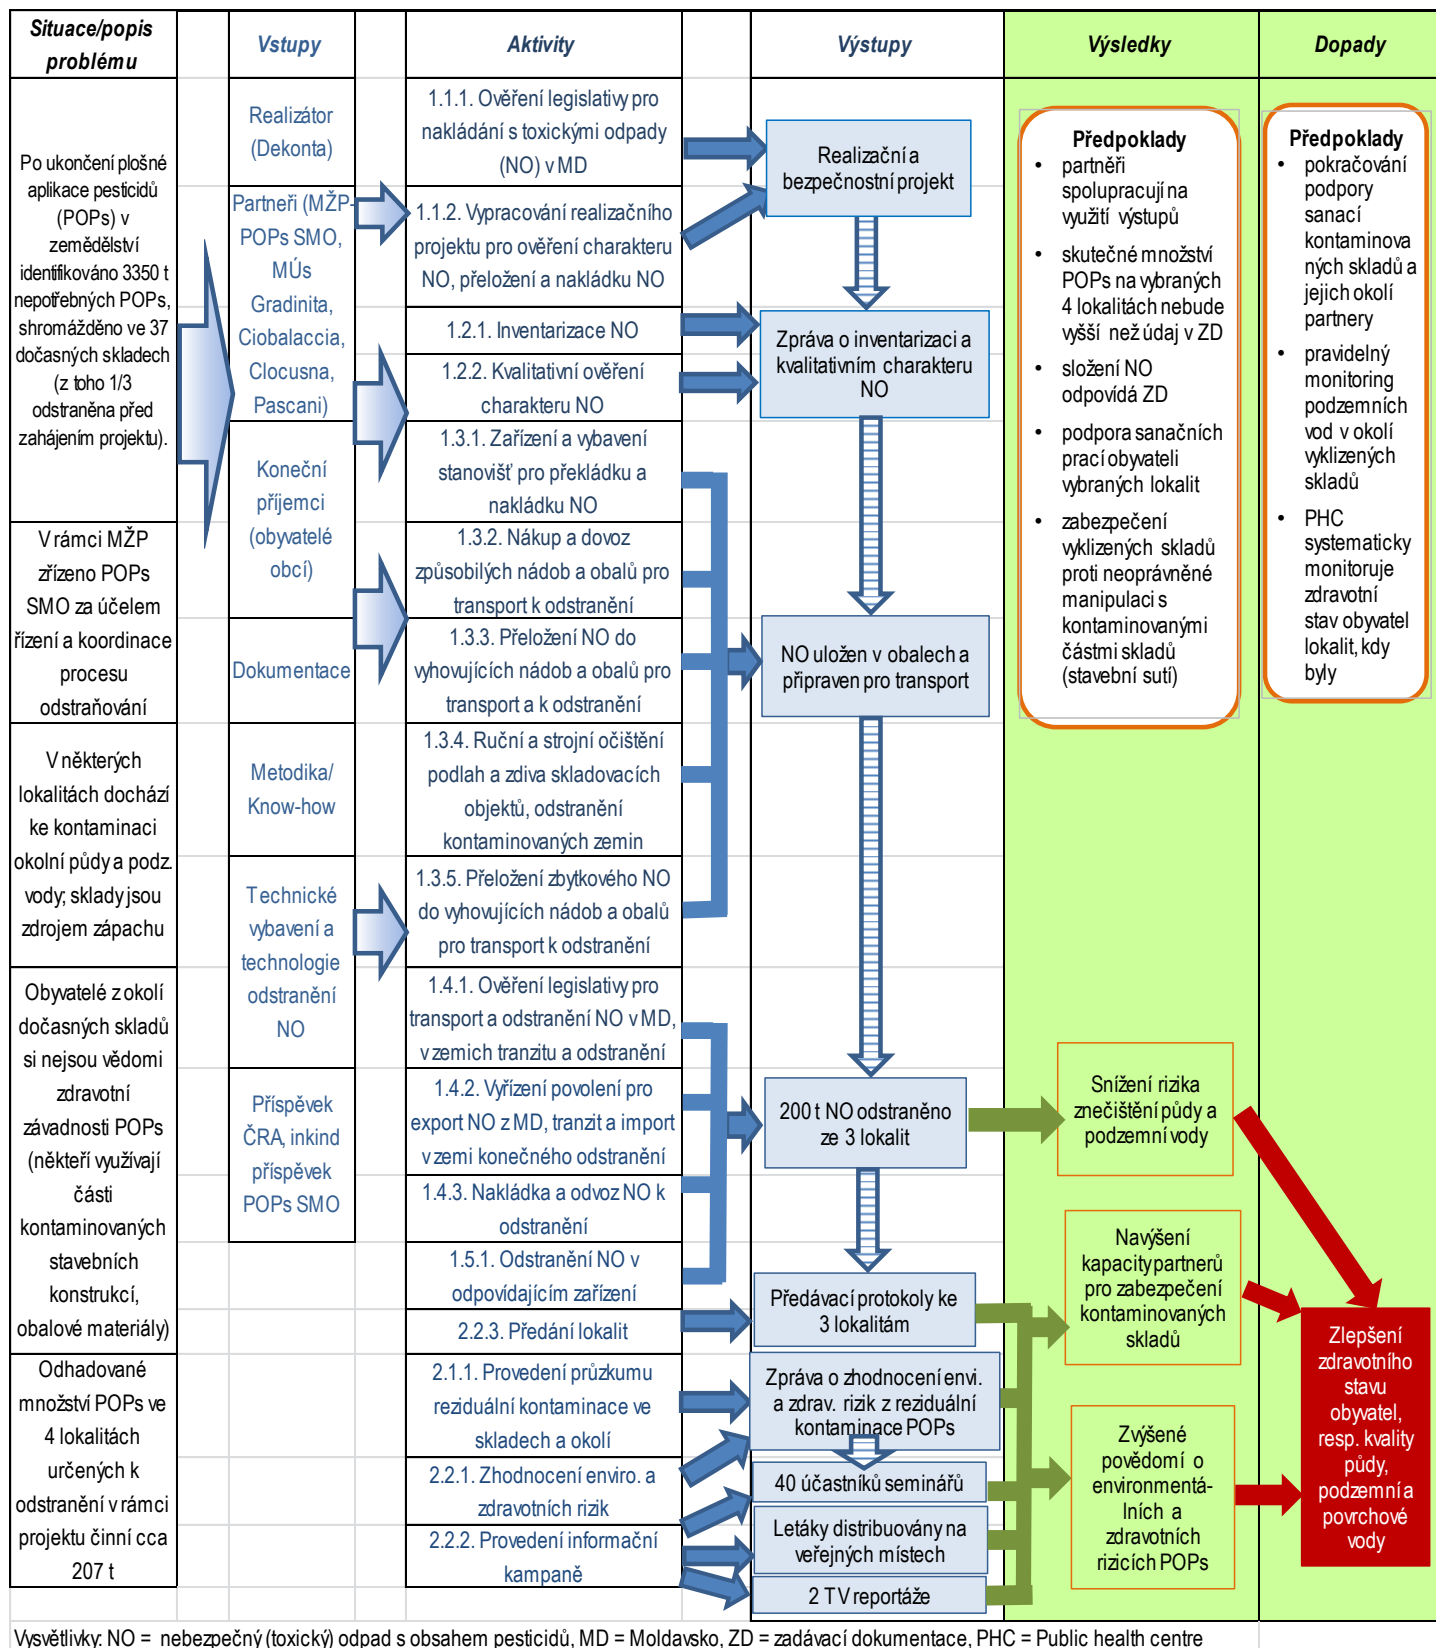 Situace/popis
problému
Vstupy
Aktivity
Výstupy
Výsledky
Dopady
Po ukončení plošné
aplikace pesticidů
(POPs) v
zemědělství
identifikováno 3350 t
nepotřebných POPs,
shromážděno ve 37
dočasných skladech
(z toho 1/3
odstraněna před
zahájením projektu).
V rámci MŽP
zřízeno POPs
SMO za účelem
řízení a koordinace
procesu
odstraňování
V některých
lokalitách dochází
ke kontaminaci
okolní půdy a podz.
vody; sklady jsou
zdrojem zápachu
Obyvatelé z okolí
dočasných skladů
si nejsou vědomi
zdravotní
závadnosti POPs
(někteří využívají
části
kontaminovaných
stavebních
konstrukcí,
obalové materiály)
Odhadované
množství POPs ve
4 lokalitách
určených k
odstranění v rámci
projektu činní cca
207 t
Realizátor
(Dekonta)
Partneři (MŽP-
POPs SMO,
MÚs
Gradinita,
Ciobalaccia,
Clocusna,
Pascani)
Koneční
příjemci
(obyvatelé
obcí)
Dokumentace
Metodika/
Know-how
Technické
vybavení a
technologie
odstranění
NO
Příspěvek
ČRA, inkind
příspěvek
POPs SMO
1.1.1. Ověření legislativy pro
nakládání s toxickými odpady
(NO) v MD
1.1.2. Vypracování realizačního
projektu pro ověření charakteru
NO, přeložení a nakládku NO
1.2.1. Inventarizace NO
1.2.2. Kvalitativní ověření
charakteru NO
1.3.1. Zařízení a vybavení
stanovišť pro překládku a
nakládku NO
1.3.2. Nákup a dovoz
způsobilých nádob a obalů pro
transport k odstranění
1.3.3. Přeložení NO do
vyhovujících nádob a obalů pro
transport a k odstranění
1.3.4. Ruční a strojní očištění
podlah a zdiva skladovacích
objektů, odstranění
kontaminovaných zemin
1.3.5. Přeložení zbytkového NO
do vyhovujících nádob a obalů
pro transport k odstranění
1.4.1. Ověření legislativy pro
transport a odstranění NO v MD,
v zemich tranzitu a odstranění
1.4.2. Vyřízení povolení pro
export NO z MD, tranzit a import
v zemi konečného odstranění
1.4.3. Nakládka a odvoz NO k
odstranění
1.5.1. Odstranění NO v
odpovídajícím zařízení
2.2.3. Předání lokalit
2.1.1. Provedení průzkumu
reziduální kontaminace ve
skladech a okolí
2.2.1. Zhodnocení enviro. a
zdravotních rizik
2.2.2. Provedení informační
kampaně
Realizační a
bezpečnostní projekt
Zpráva o inventarizaci a
kvalitativním charakteru
NO
NO uložen v obalech a
připraven pro transport
200 t NO odstraněno
ze 3 lokalit
Předávací protokoly ke
3 lokalitám
Zpráva o zhodnocení envi.
a zdrav. rizik z reziduální
kontaminace POPs
40 účastníků seminářů
Letáky distribuovány na
veřejných místech
2 TV reportáže
Předpoklady
• partněři
spolupracují na
využití výstupů
• skutečné množství
POPs na vybraných
4 lokalitách nebude
vyšší než údaj v ZD
• složení NO
odpovídá ZD
• podpora sanačních
prací obyvateli
vybraných lokalit
• zabezpečení
vyklizených skladů
proti neoprávněné
manipulaci s
kontaminovanými
částmi skladů
(stavební sutí)
Snížení rizika
znečištění půdy a
podzemní vody
Navýšení
kapacity partnerů
pro zabezpečení
kontaminovaných
skladů
Zvýšené
povědomí o
environmentá-
lních a
zdravotních
rizicích POPs
Předpoklady
• pokračování
podpory
sanací
kontaminova
ných skladů a
jejich okolí
partnery
• pravidelný
monitoring
podzemních
vod v okolí
vyklizených
skladů
• PHC
systematicky
monitoruje
zdravotní
stav obyvatel
lokalit, kdy
byly
Zlepšení
zdravotního
stavu
obyvatel,
resp. kvality
půdy,
podzemní a
povrchové
vody
Vysvětlivky: NO = nebezpečný (toxický) odpad s obsahem pesticidů, MD = Moldavsko, ZD = zadávací dokumentace, PHC = Public health centre